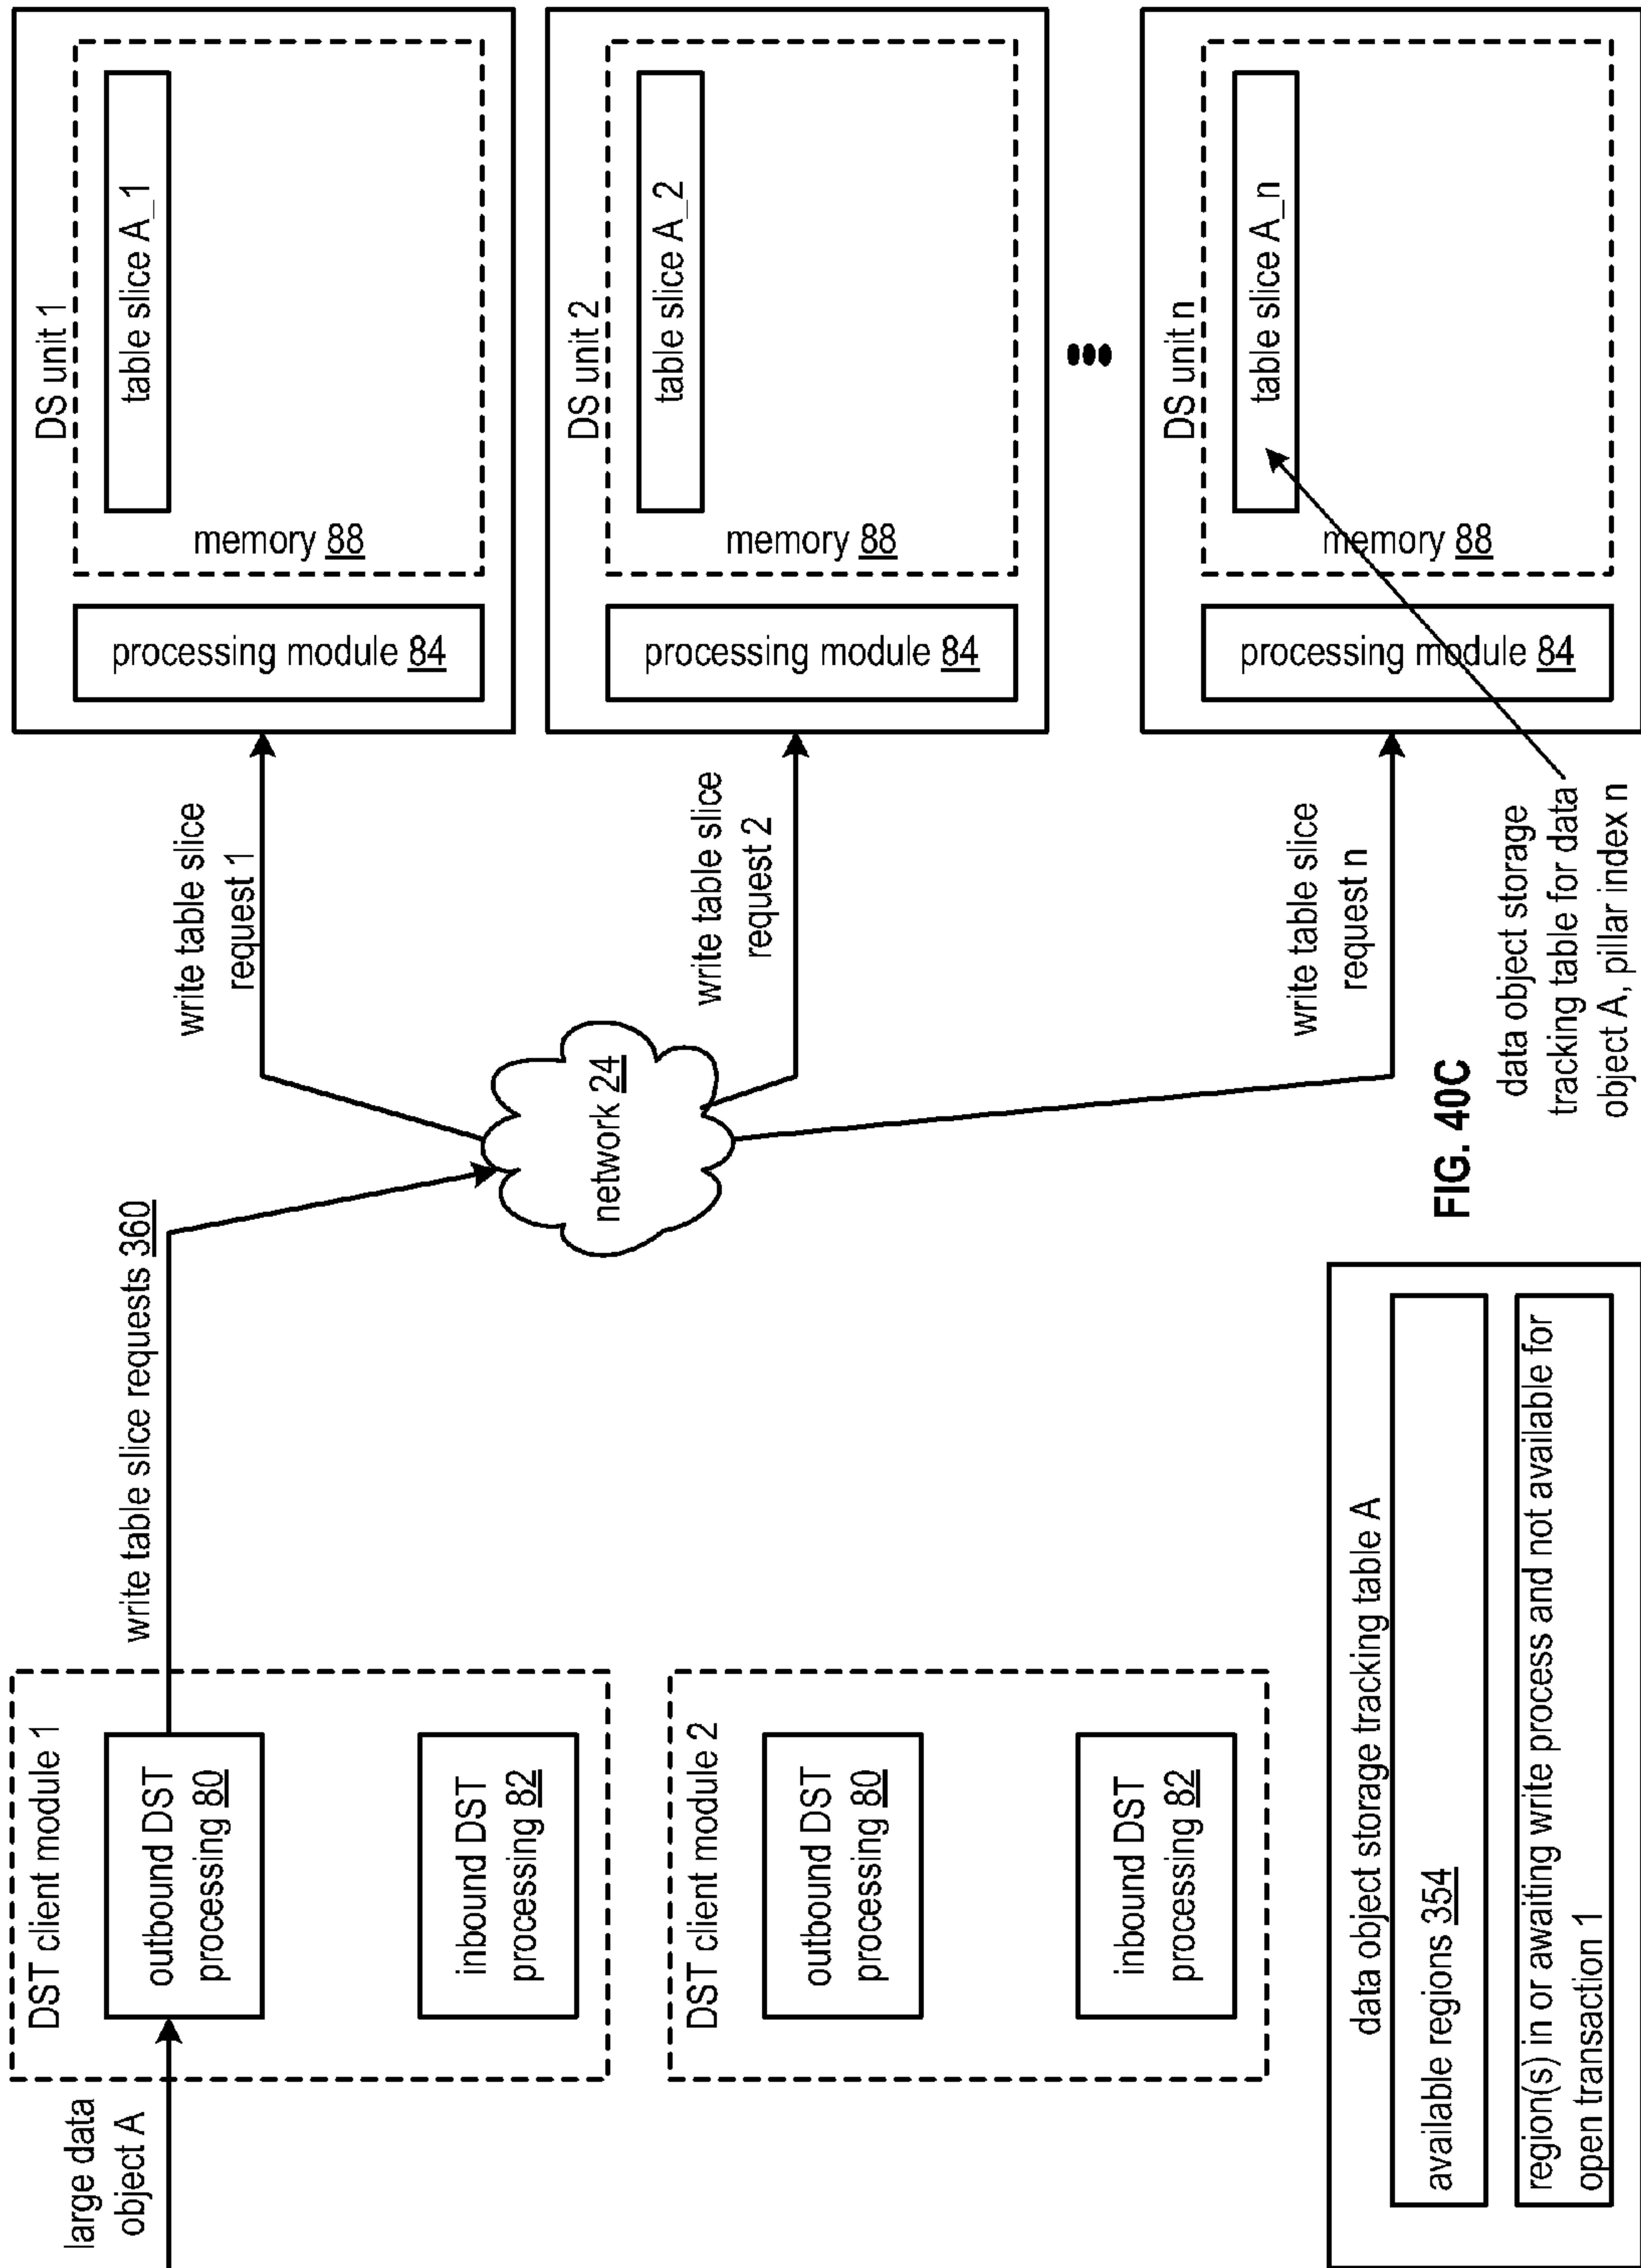 large data
object A
DST client module 1
outbound DST
processing 80
inbound DST
processing 82
write table slice requests 360
network 24
write table slice
request 1
DS unit 1
processing module 84
memory 88
table slice A_1
DST client module 2
outbound DST
processing 80
inbound DST
processing 82
write table slice
request 2
DS unit 2
processing module 84
memory 88
table slice A_2
write table slice
request n
DS unit n
processing module 84
memory 88
table slice A_n
data object storage tracking table A
available regions 354
region(s) in or awaiting write process and not available for
open transaction 1
FIG. 40C
data object storage
tracking table for data
object A, pillar index n